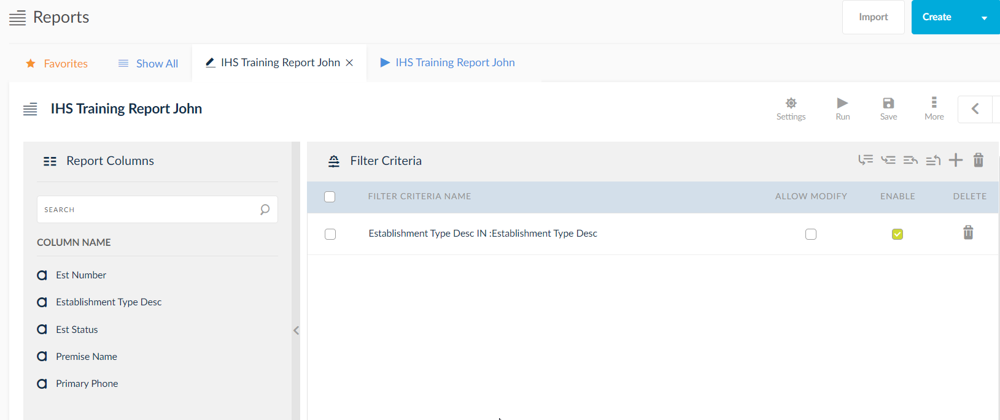 Reports
Import
Create
Favorites
Show All
IHS Training Report John
IHS Training Report John
IHS Training Report John
Settings
Run
Save
More
Report Columns
SEARCH
COLUMN NAME
Est Number
Establishment Type Desc
Est Status
Premise Name
Primary Phone
Filter Criteria
FILTER CRITERIA NAME
ALLOW MODIFY
ENABLE
DELETE
Establishment Type Desc IN :Establishment Type Desc